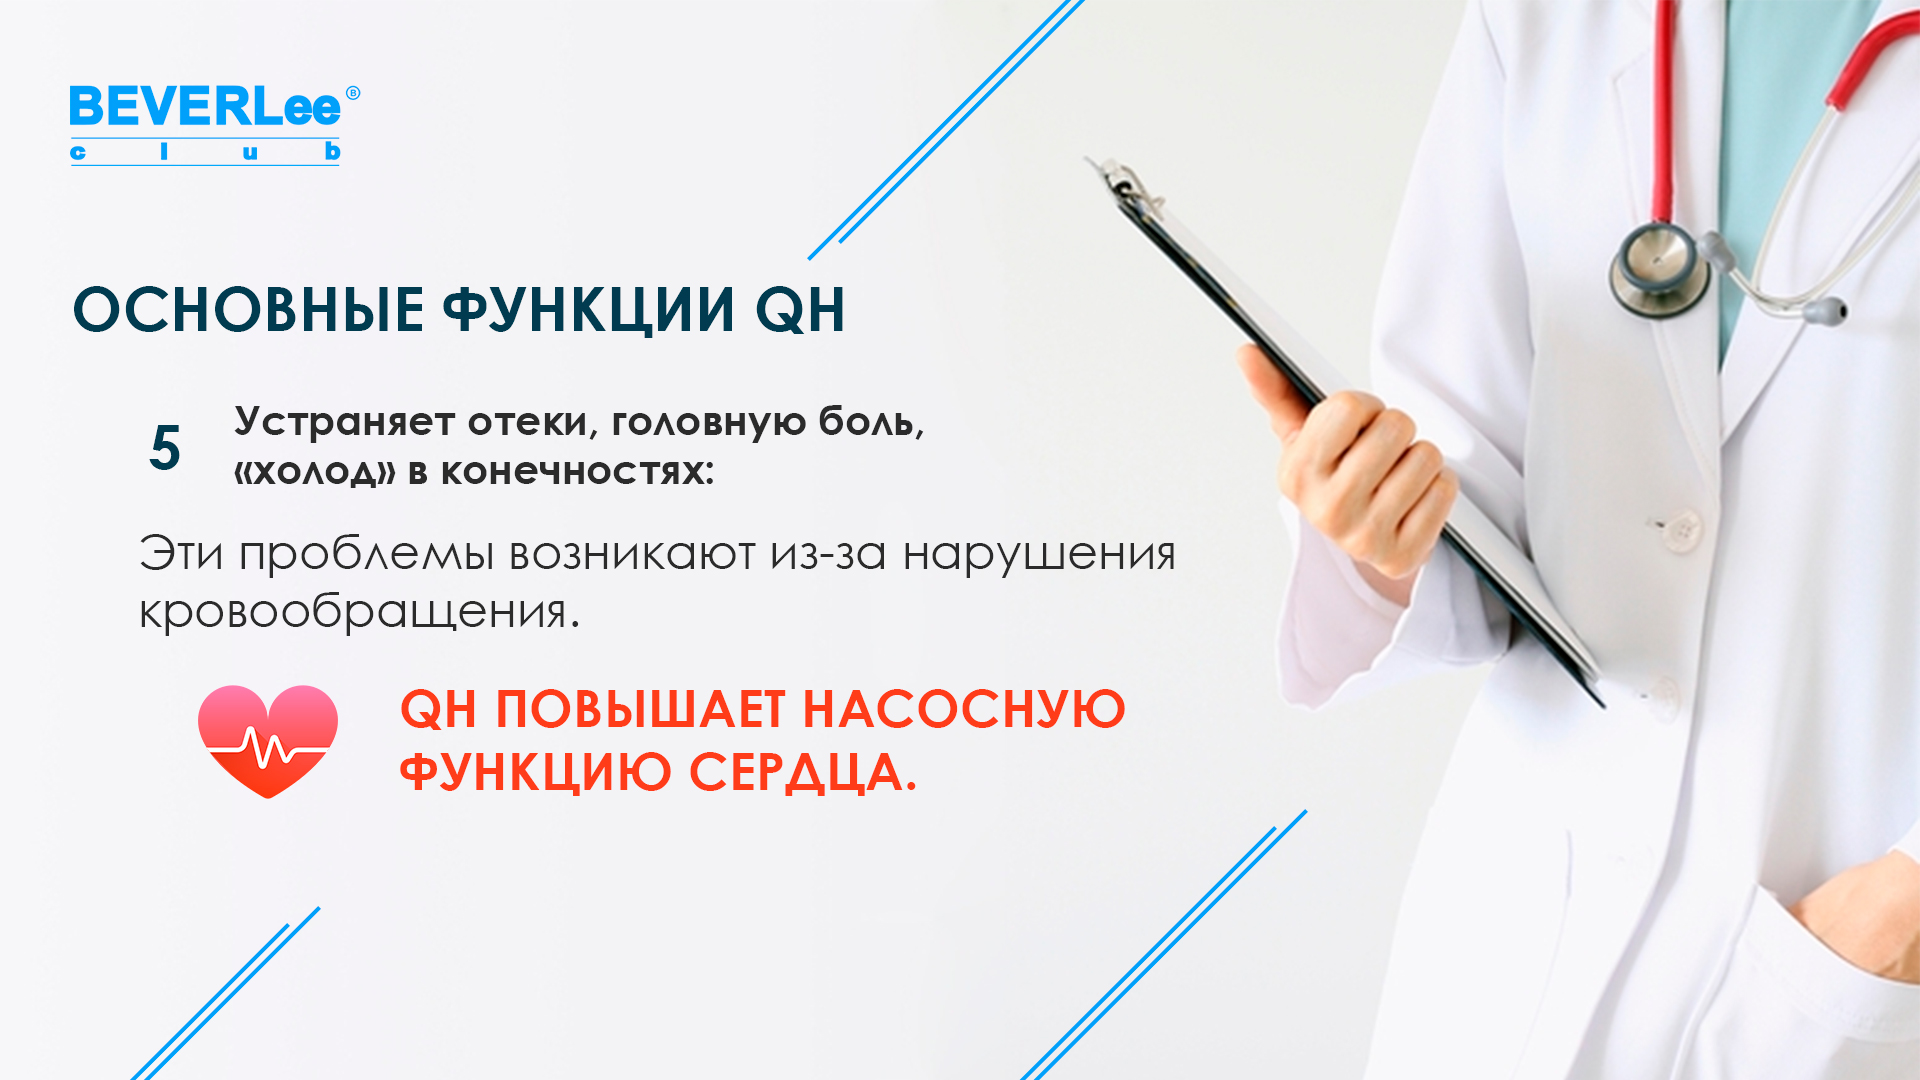 BEVERLee®
club
ОСНОВНЫЕ ФУНКЦИИ QH
5
Устраняет отеки, головную боль,
«холод» в конечностях:
Эти проблемы возникают из-за нарушения
кровообращения.
QH ПОВЫШАЕТ НАСОСНУЮ
ФУНКЦИЮ СЕРДЦА.